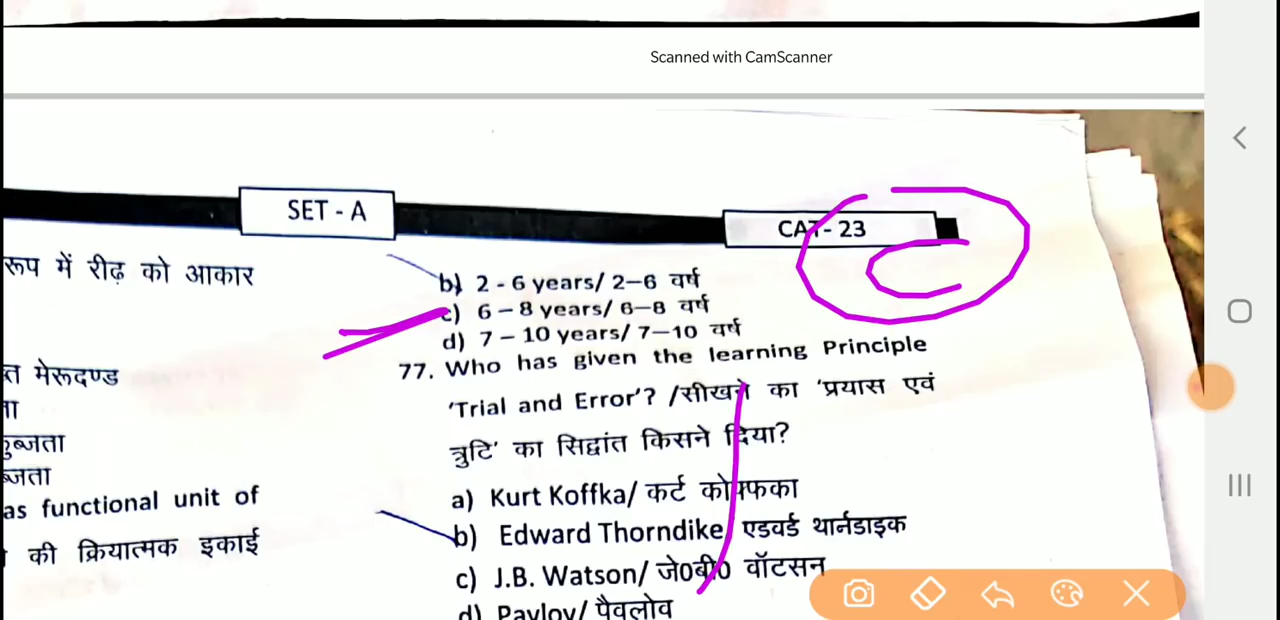 Scanned with CamScanner
SET - A
CAT- 23
रूप में रीढ़ को आकार
मेरूदण्ड
as functional unit of
की क्रियात्मक इकाई
b) 2 - 6 years/ 2–6 वर्ष
c) 6 – 8 years/ 6–8 वर्ष
d) 7 – 10 years/ 7–10 वर्ष
77. Who has given the learning Principle
'Trial and Error'? /सीखने का 'प्रयास एवं
त्रुटि' का सिद्वांत किसने दिया?
a) Kurt Koffka/ कर्ट कोफ्फका
b) Edward Thorndike/ एडवर्ड थार्नडाइक
c) J.B. Watson/ जे0बी0 वॉटसन
d) Pavlov/ पैवलोव